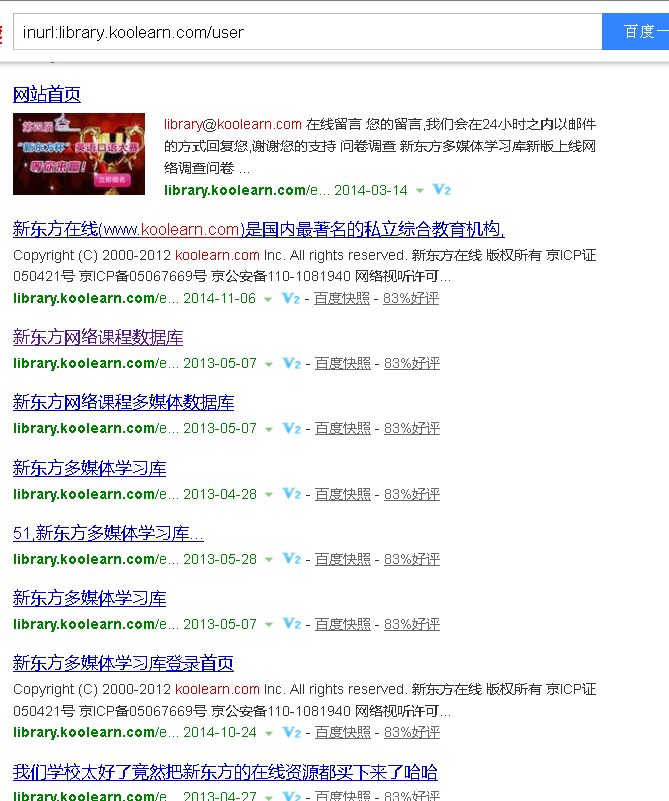 inurl:library.koolearn.com/user
百度一
网站首页
第四届
"新东方杯"英语口语大赛
等你来赢!
立即报名
library@koolearn.com 在线留言 您的留言,我们会在24小时之内以邮件
的方式回复您,谢谢您的支持 问卷调查 新东方多媒体学习库新版上线网
络调查问卷 ...
library.koolearn.com/e... 2014-03-14 V2
新东方在线(www.koolearn.com)是国内最著名的私立综合教育机构,
Copyright (C) 2000-2012 koolearn.com Inc. All rights reserved. 新东方在线 版权所有 京ICP证
050421号 京ICP备05067669号 京公安备110-1081940 网络视听许可...
library.koolearn.com/e... 2014-11-06 V2 - 百度快照 - 83%好评
新东方网络课程数据库
library.koolearn.com/e... 2013-05-07 V2 - 百度快照 - 83%好评
新东方网络课程多媒体数据库
library.koolearn.com/e... 2013-05-07 V2 - 百度快照 - 83%好评
新东方多媒体学习库
library.koolearn.com/e... 2013-04-28 V2 - 百度快照 - 83%好评
51,新东方多媒体学习库...
library.koolearn.com/e... 2013-05-28 V2 - 百度快照 - 83%好评
新东方多媒体学习库
library.koolearn.com/e... 2013-05-07 V2 - 百度快照 - 83%好评
新东方多媒体学习库登录首页
Copyright (C) 2000-2012 koolearn.com Inc. All rights reserved. 新东方在线 版权所有 京ICP证
050421号 京ICP备05067669号 京公安备110-1081940 网络视听许可...
library.koolearn.com/e... 2014-10-24 V2 - 百度快照 - 83%好评
我们学校太好了竟然把新东方的在线资源都买下来了哈哈
library.koolearn.com/e... 2013-04-27 V2 - 百度快照 - 83%好评